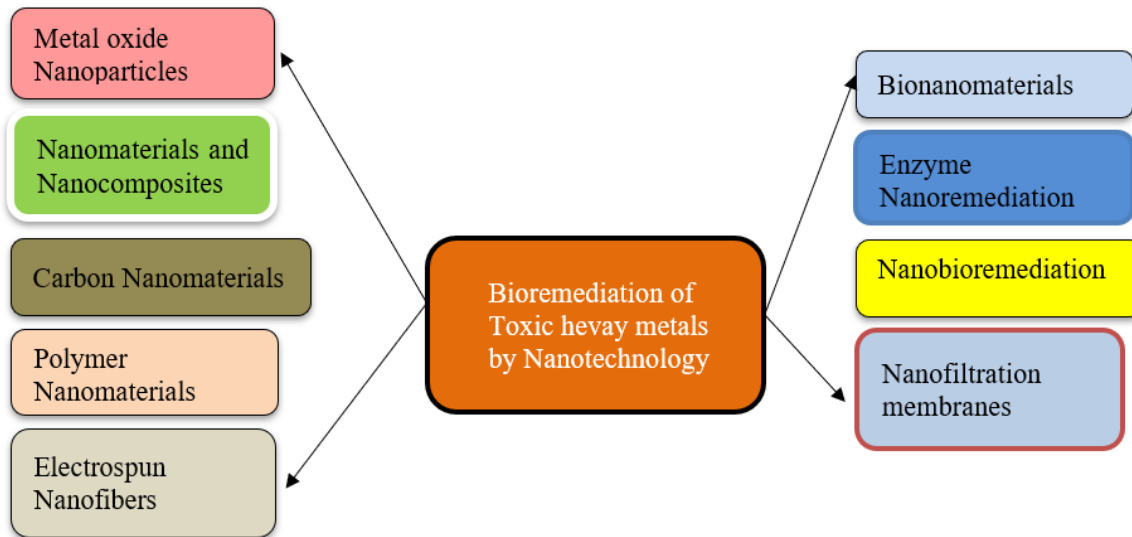 Metal oxide
Nanoparticles
Nanomaterials and
Nanocomposites
Carbon Nanomaterials
Polymer
Nanomaterials
Electrospun
Nanofibers
Bioremediation of
Toxic hevay metals
by Nanotechnology
Bionanomaterials
Enzyme
Nanoremediation
Nanobioremediation
Nanofiltration
membranes